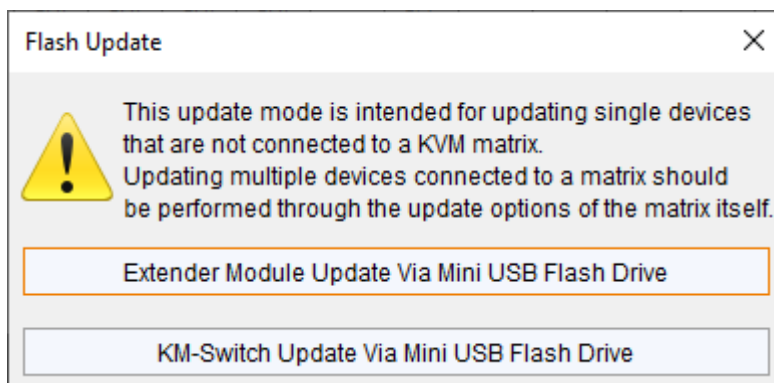 Flash Update
This update mode is intended for updating single devices
that are not connected to a KVM matrix.
Updating multiple devices connected to a matrix should
be performed through the update options of the matrix itself.
Extender Module Update Via Mini USB Flash Drive
KM-Switch Update Via Mini USB Flash Drive